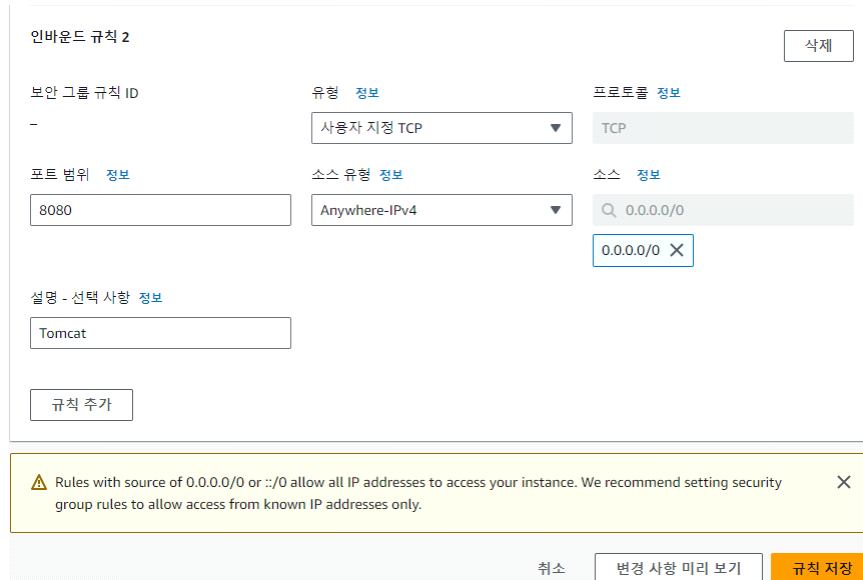 인바운드 규칙 2
삭제
보안 그룹 규칙 ID
유형 정보
프로토콜 정보
–
사용자 지정 TCP
TCP
포트 범위 정보
소스 유형 정보
소스 정보
8080
Anywhere-IPv4
0.0.0.0/0
0.0.0.0/0
설명 - 선택 사항 정보
Tomcat
규칙 추가
Rules with source of 0.0.0.0/0 or ::/0 allow all IP addresses to access your instance. We recommend setting security
group rules to allow access from known IP addresses only.
취소
변경 사항 미리 보기
규칙 저장